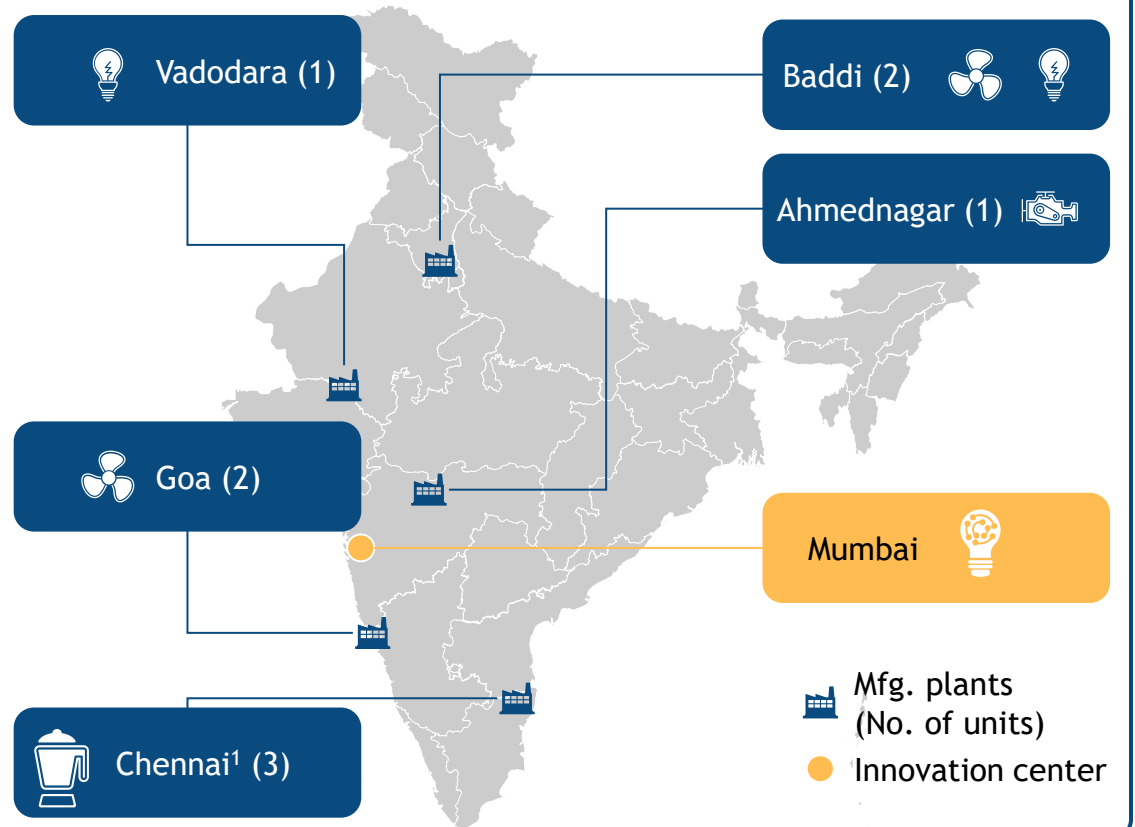 Vadodara (1)
Baddi (2)
Ahmednagar (1)
Goa (2)
Mumbai
Chennai¹ (3)
Mfg. plants
(No. of units)
Innovation center